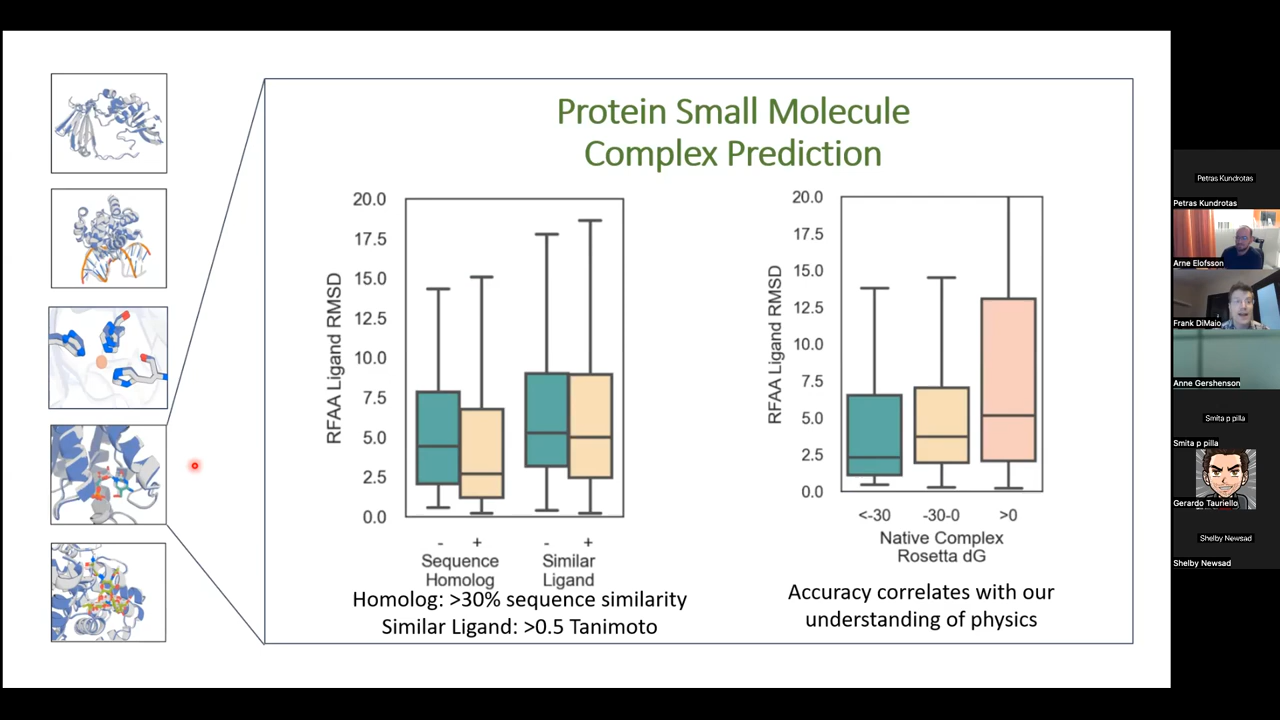 Protein Small Molecule
Complex Prediction
RFAA Ligand RMSD
20.0
17.5
15.0
12.5
10.0
7.5
5.0
2.5
0.0
- + - +
Sequence Similar
Homolog Ligand
Homolog: >30% sequence similarity
Similar Ligand: >0.5 Tanimoto
RFAA Ligand RMSD
20.0
17.5
15.0
12.5
10.0
7.5
5.0
2.5
0.0
<-30 -30-0 >0
Native Complex
Rosetta dG
Accuracy correlates with our
understanding of physics
Petras Kundrotas
Petras Kundrotas
Arne Elofsson
Frank DiMaio
Anne Gershenson
Smita p pilla
Smita p pilla
Gerardo Tauriello
Shelby Newsad
Shelby Newsad